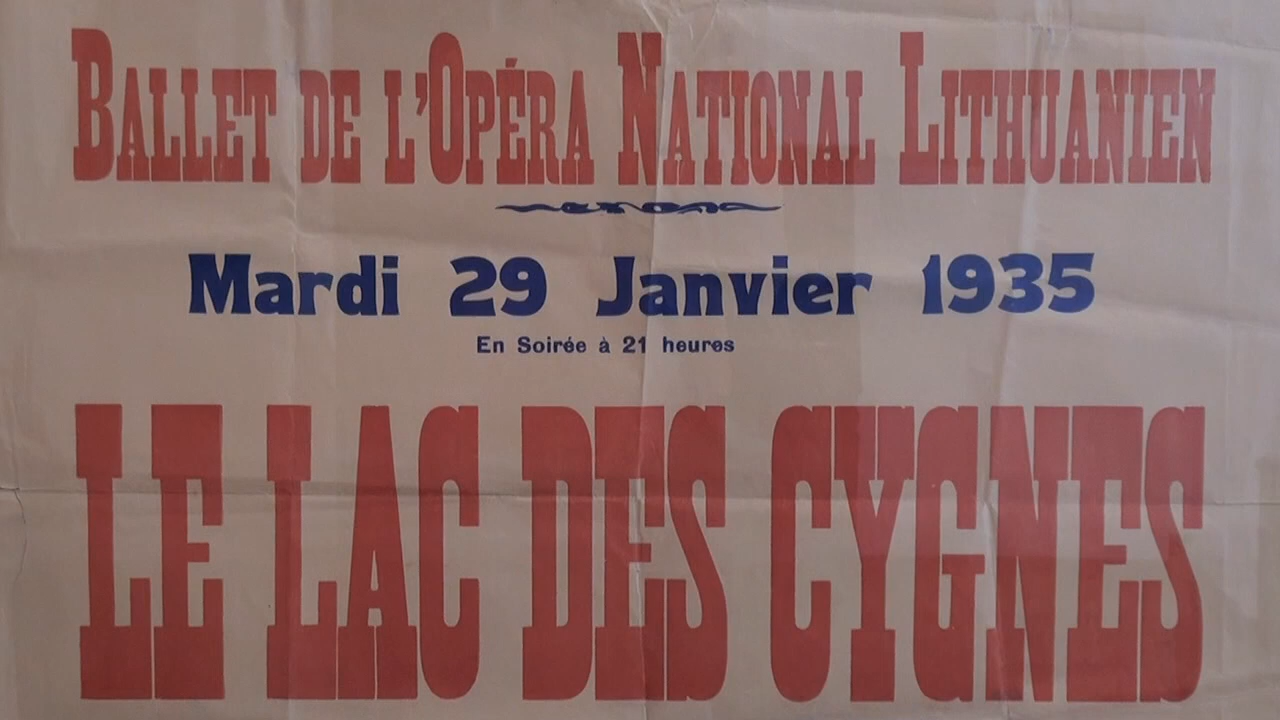 Ballet de l'Opéra National Lithuanien
Mardi 29 Janvier 1935
En Soirée à 21 heures
LE LAC DES CYGNES